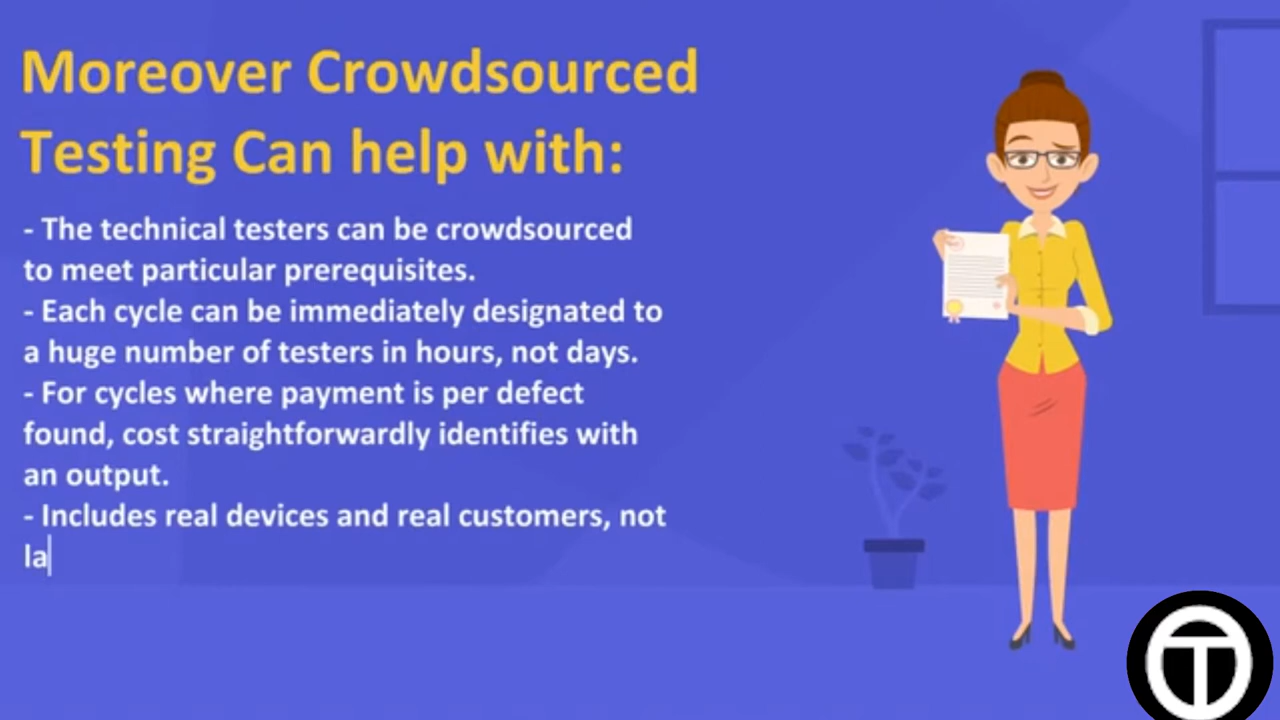 Moreover Crowdsourced
Testing Can help with:
- The technical testers can be crowdsourced
to meet particular prerequisites.
- Each cycle can be immediately designated to
a huge number of testers in hours, not days.
- For cycles where payment is per defect
found, cost straightforwardly identifies with
an output.
- Includes real devices and real customers, not
la